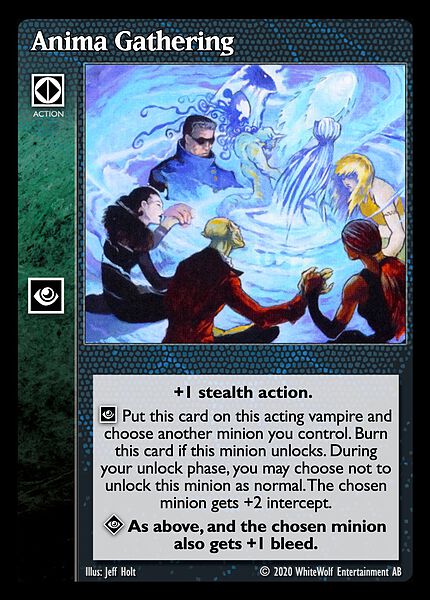 Anima Gathering
ACTION
+1 stealth action.
Put this card on this acting vampire and
choose another minion you control. Burn
this card if this minion unlocks. During
your unlock phase, you may choose not to
unlock this minion as normal. The chosen
minion gets +2 intercept.
As above, and the chosen minion
also gets +1 bleed.
Illus: Jeff Holt
© 2020 WhiteWolf Entertainment AB